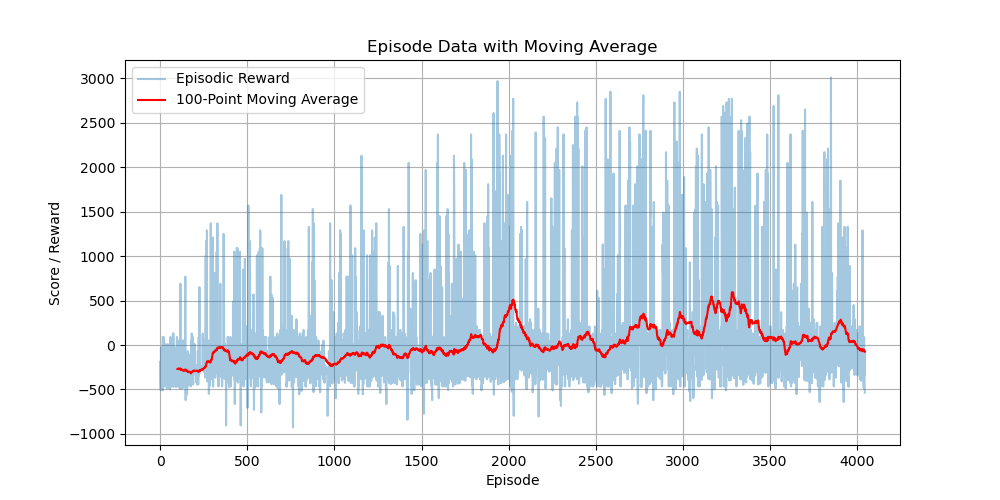 Episode Data with Moving Average
Episodic Reward
100-Point Moving Average
Score / Reward
3000
2500
2000
1500
1000
500
0
−500
−1000
0 500 1000 1500 2000 2500 3000 3500 4000
Episode